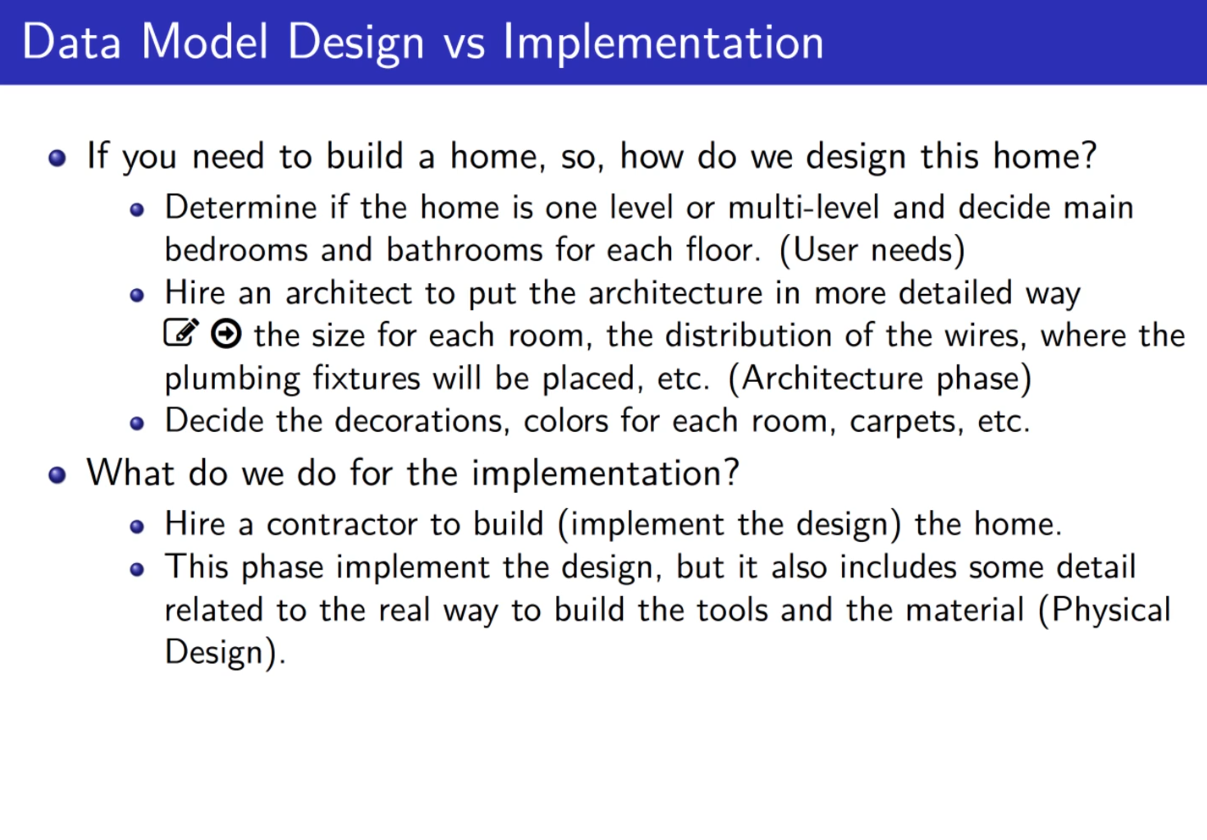 Data Model Design vs Implementation
If you need to build a home, so, how do we design this home?
Determine if the home is one level or multi-level and decide main
bedrooms and bathrooms for each floor. (User needs)
Hire an architect to put the architecture in more detailed way
the size for each room, the distribution of the wires, where the
plumbing fixtures will be placed, etc. (Architecture phase)
Decide the decorations, colors for each room, carpets, etc.
What do we do for the implementation?
Hire a contractor to build (implement the design) the home.
This phase implement the design, but it also includes some detail
related to the real way to build the tools and the material (Physical
Design).